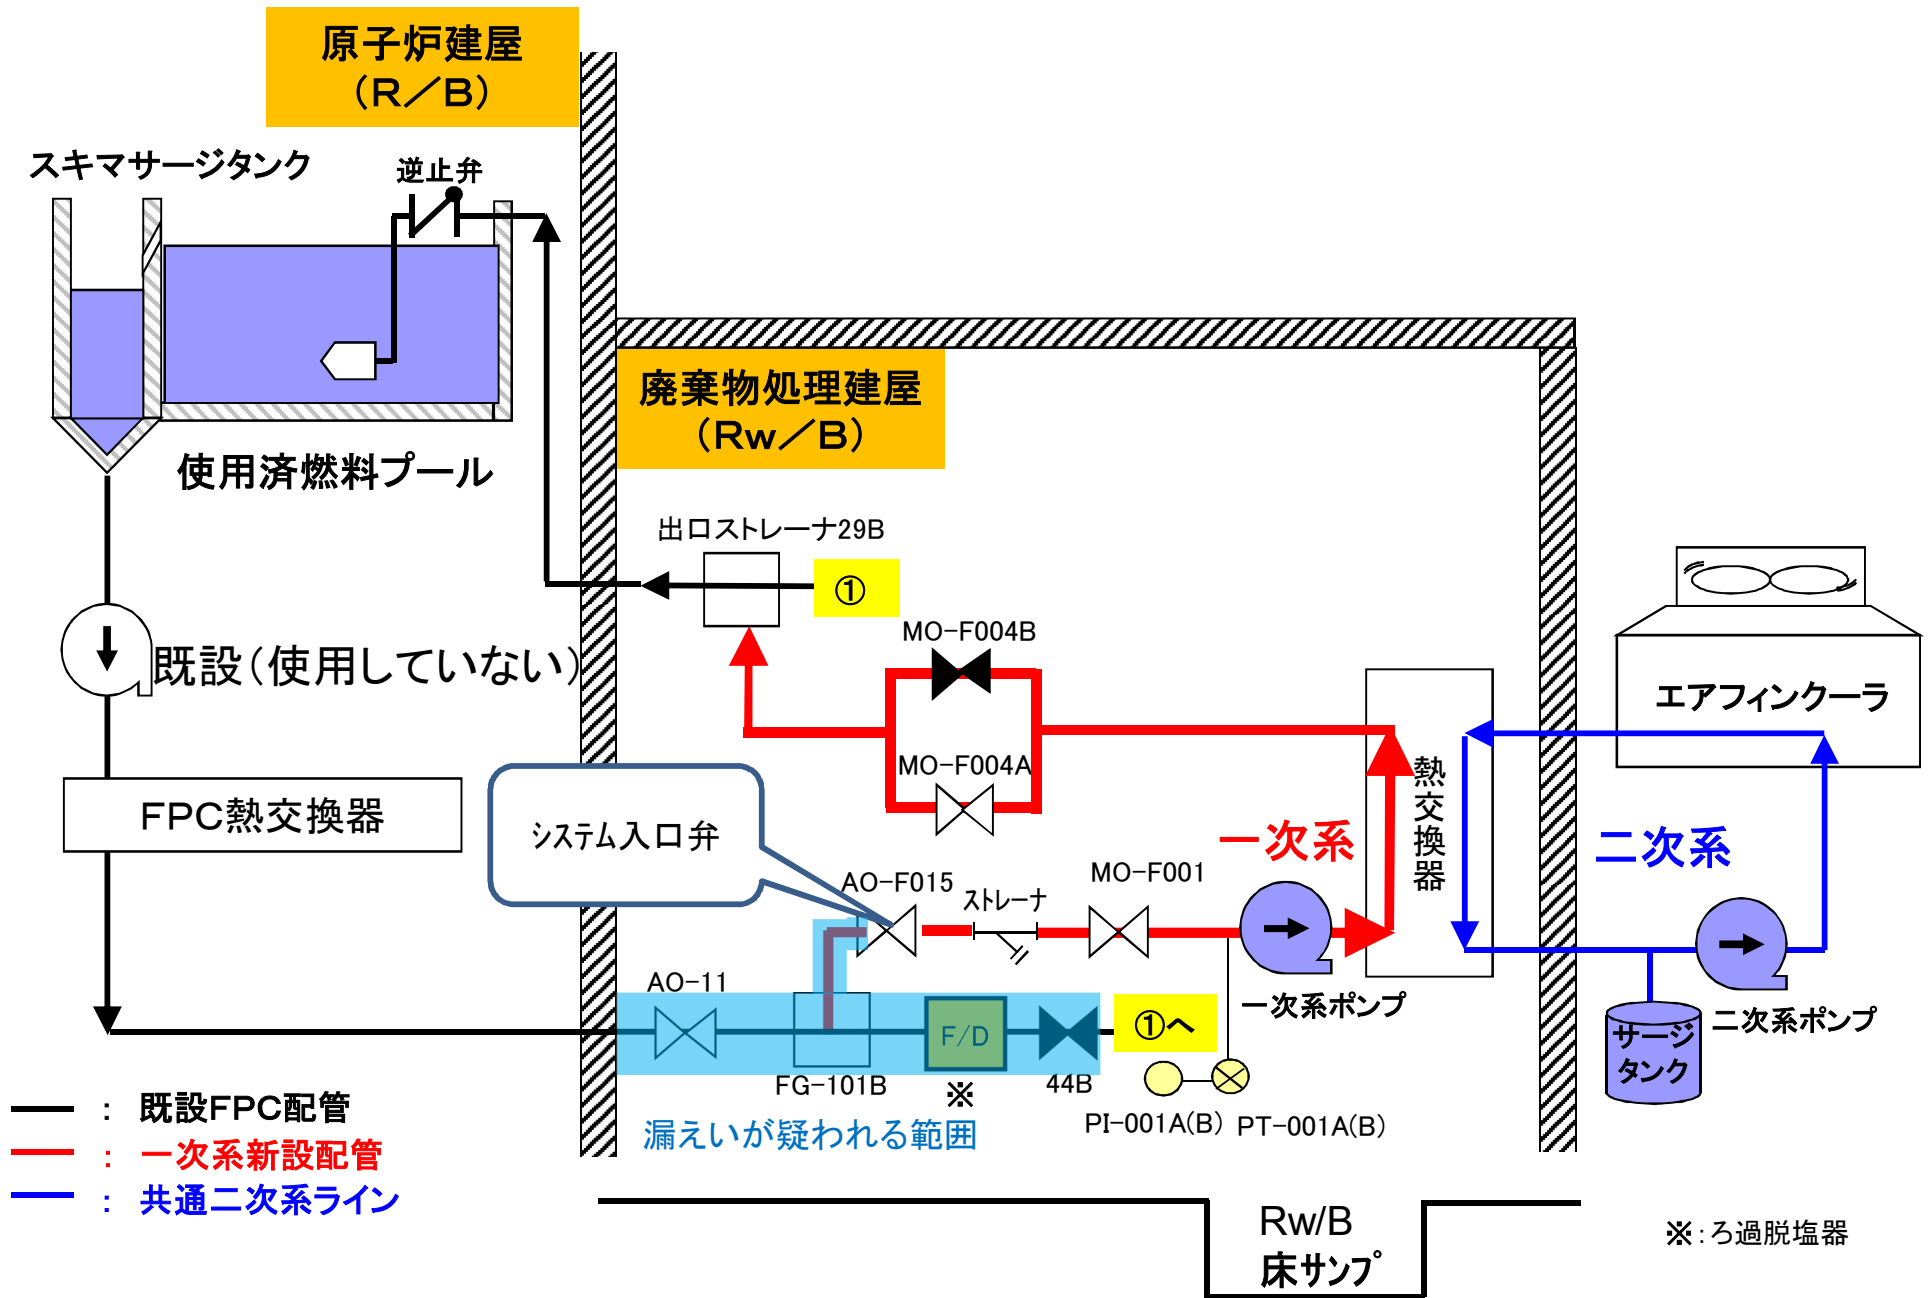 原子炉建屋
（R／B）
スキマサージタンク
逆止弁
使用済燃料プール
廃棄物処理建屋
（Rw／B）
出口ストレーナ29B
①
MO-F004B
既設（使用していない）
MO-F004A
エアフィンクーラ
熱交換器
FPC熱交換器
システム入口弁
一次系
二次系
AO-F015
ストレーナ
MO-F001
AO-11
一次系ポンプ
二次系ポンプ
①へ
F/D
サージ
タンク
FG-101B
※
44B
PI-001A(B)
PT-001A(B)
漏えいが疑われる範囲
： 既設FPC配管
： 一次系新設配管
： 共通二次系ライン
Rw/B
床サンプ
※：ろ過脱塩器